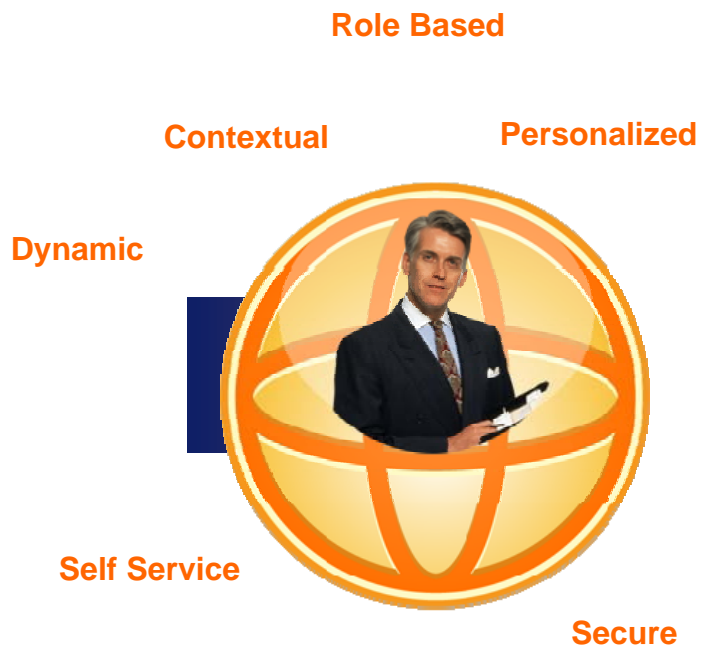 Role Based
Contextual
Personalized
Dynamic
Self Service
Secure